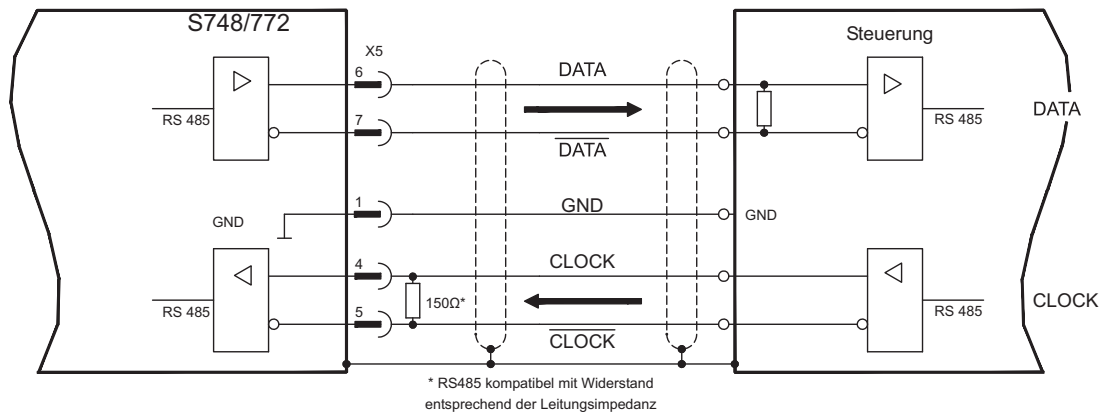 S748/772
X5
Steuerung
6
DATA
RS 485
RS 485
DATA
7
DATA
1
GND
GND
GND
4
CLOCK
150Ω*
RS 485
RS 485
CLOCK
5
CLOCK
* RS485 kompatibel mit Widerstand
entsprechend der Leitungsimpedanz